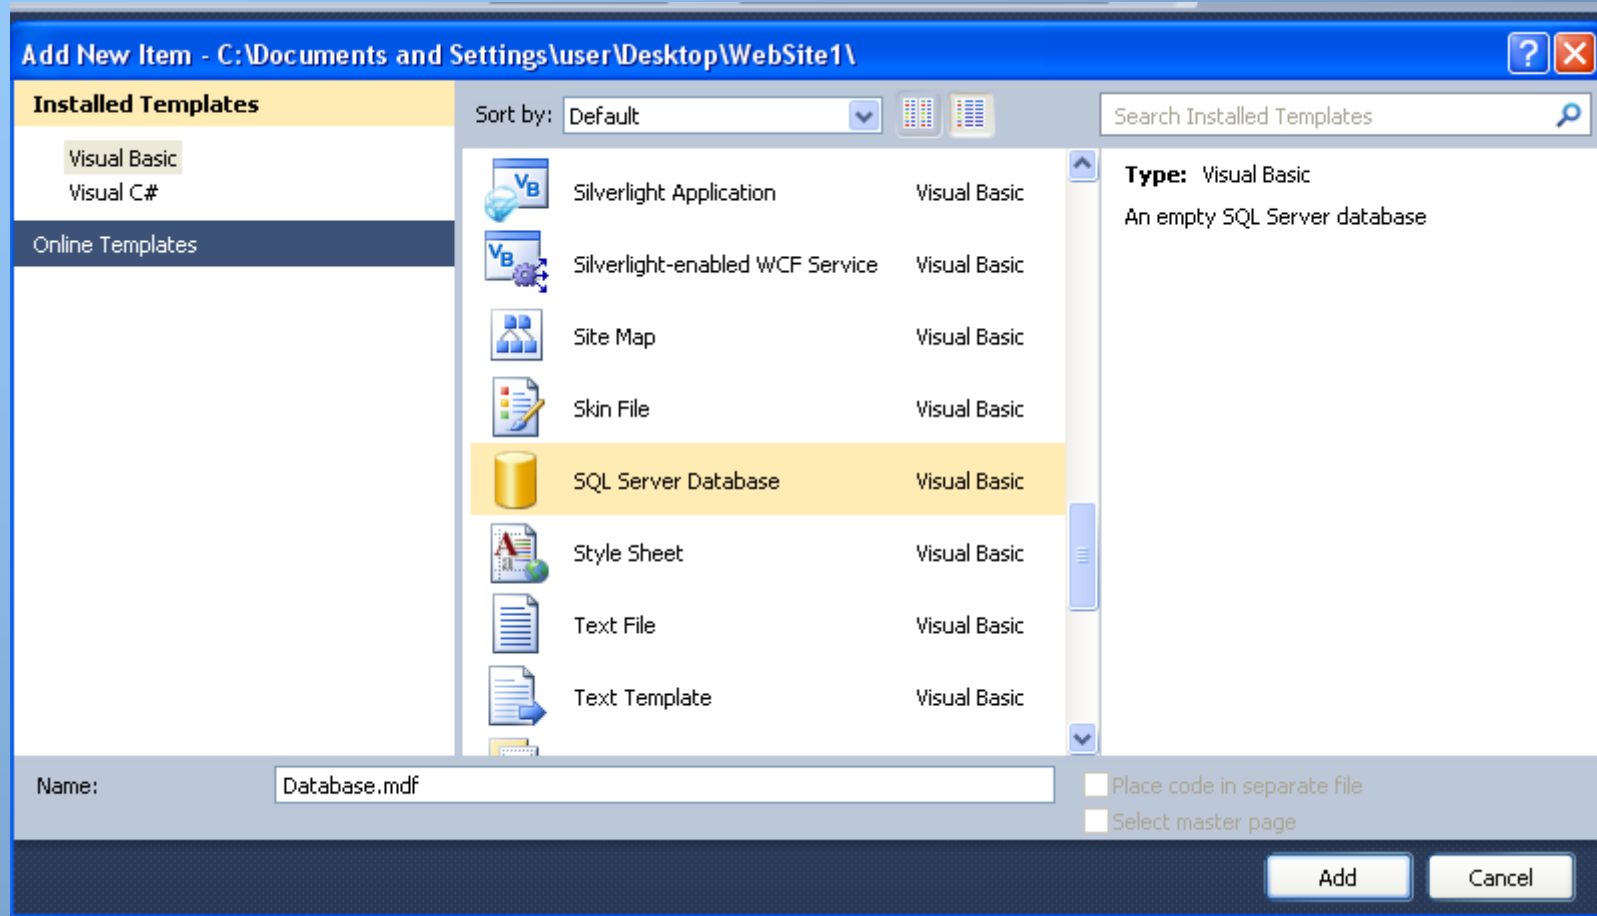 Add New Item - C:\Documents and Settings\user\Desktop\WebSite1\
Installed Templates
Visual Basic
Visual C#
Online Templates
Sort by: Default
Search Installed Templates
Silverlight Application Visual Basic
Silverlight-enabled WCF Service Visual Basic
Site Map Visual Basic
Skin File Visual Basic
SQL Server Database Visual Basic
Style Sheet Visual Basic
Text File Visual Basic
Text Template Visual Basic
Type: Visual Basic
An empty SQL Server database
Name: Database.mdf
Place code in separate file
Select master page
Add Cancel